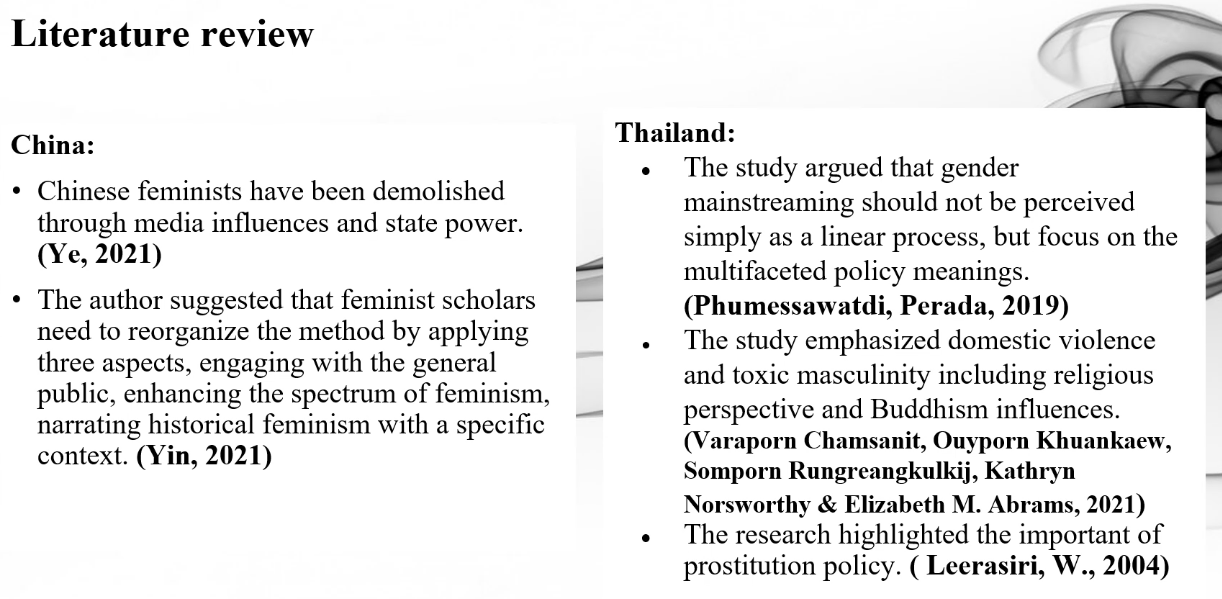 Literature review
China:
• Chinese feminists have been demolished
through media influences and state power.
(Ye, 2021)
• The author suggested that feminist scholars
need to reorganize the method by applying
three aspects, engaging with the general
public, enhancing the spectrum of feminism,
narrating historical feminism with a specific
context. (Yin, 2021)
Thailand:
• The study argued that gender
mainstreaming should not be perceived
simply as a linear process, but focus on the
multifaceted policy meanings.
(Phumessawatdi, Perada, 2019)
• The study emphasized domestic violence
and toxic masculinity including religious
perspective and Buddhism influences.
(Varaporn Chamsanit, Ouyporn Khuankaew,
Somporn Rungreangkulkij, Kathryn
Norsworthy & Elizabeth M. Abrams, 2021)
• The research highlighted the important of
prostitution policy. ( Leerasiri, W., 2004)